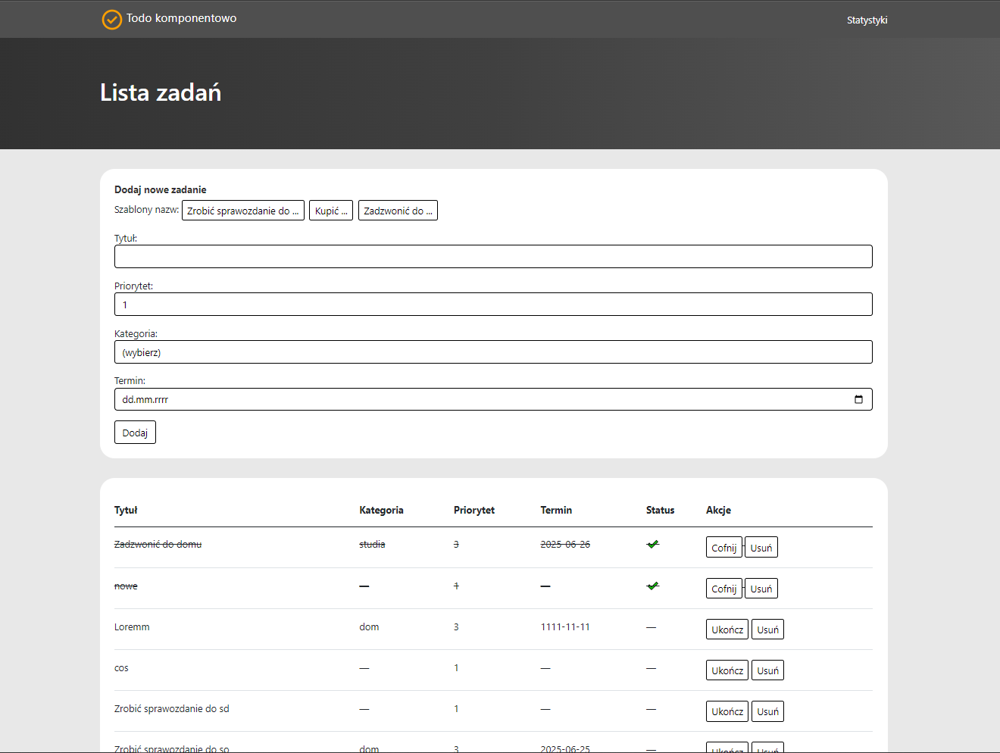 Todo komponentowo Statystyki
Lista zadań
Dodaj nowe zadanie
Szablony nazw: Zrobić sprawozdanie do ... Kupić ... Zadzwonić do ...
Tytuł:
Priorytet:
1
Kategoria:
(wybierz)
Termin:
dd.mm.rrrr
Dodaj
Tytuł Kategoria Priorytet Termin Status Akcje
Zadzwonić do domu studia 3 2025-06-26 Cofnij Usuń
nowe — 1 — Cofnij Usuń
Loremm dom 3 1111-11-11 — Ukończ Usuń
cos — 1 — — Ukończ Usuń
Zrobić sprawozdanie do sd — 1 — — Ukończ Usuń
Zrobić sprawozdanie do so dom 3 2025-06-25 — Ukończ Usuń